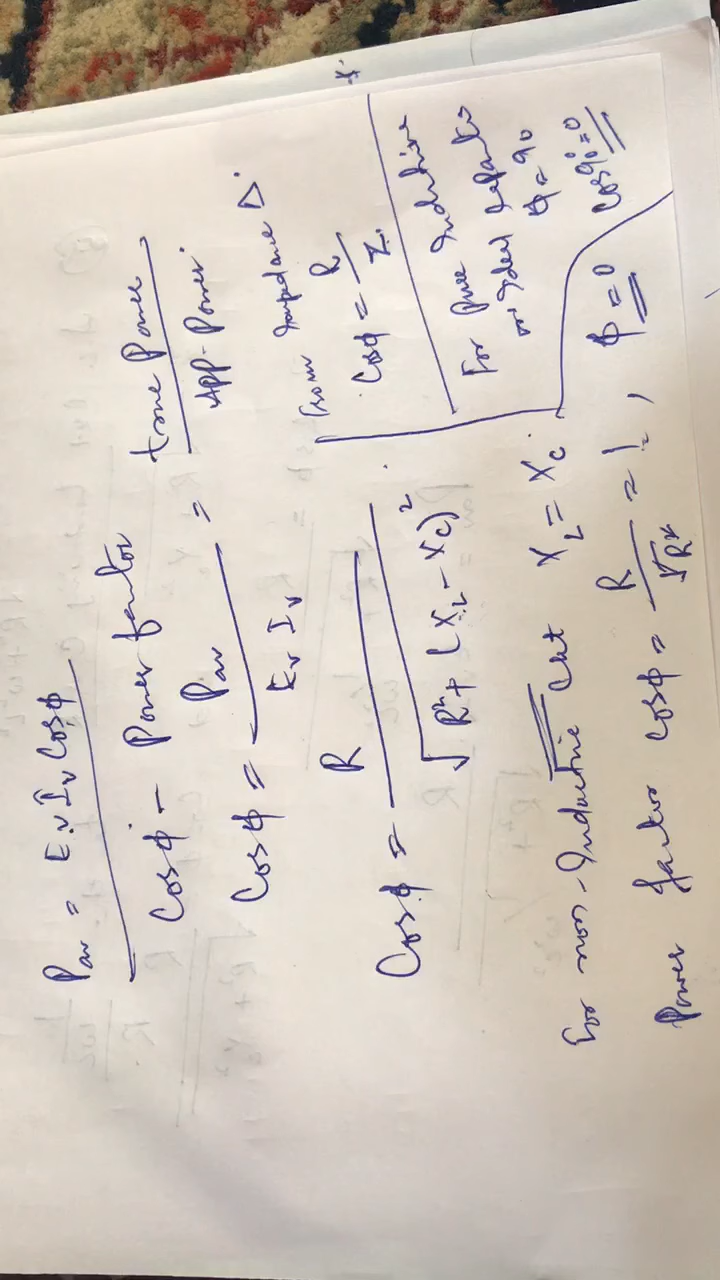 Pav = Ev Iv Cosϕ
Cosϕ - Power factor
Cosϕ = Pav / Ev Iv = true Power / App. Power
Cosϕ = R / √R² + (XL - XC)²
from Impedance Δ
Cosϕ = R / Z
For Pure Inductive
or Ideal
ϕ = 90
Cos 90° = 0
For non-Inductive Ckt XL = XC
Power factor cosϕ = R / √R² = 1, ϕ = 0